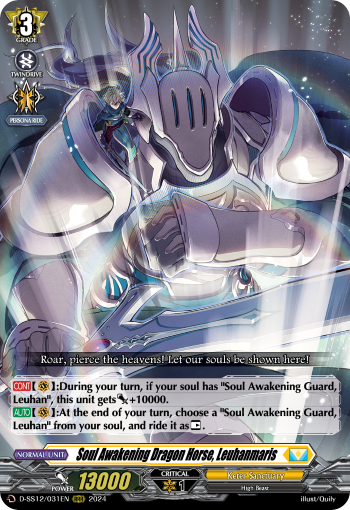 3
GRADE
TWINDRIVE
PERSONA RIDE
Roar, pierce the heavens! Let our souls be shown here!
CONT【 】:During your turn, if your soul has "Soul Awakening Guard,
Leuhan", this unit gets +10000.
AUTO【 】:At the end of your turn, choose a "Soul Awakening Guard,
Leuhan" from your soul, and ride it as .
NORMAL UNIT Soul Awakening Dragon Horse, Leuhanmaris
POWER 13000 CRITICAL 1 Keter Sanctuary
High Beast
D-SS12/031EN RRR 2024 illust/Quily